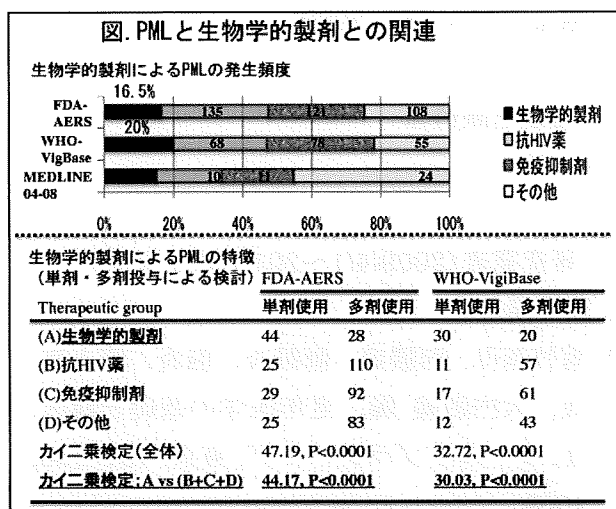 図.PMLと生物学的製剤との関連
生物学的製剤によるPMLの発生頻度
16.5%
FDA-AERS 135 121 108
20%
WHO-VigBase 68 78 55
MEDLINE 04-08 10 11 24
0% 20% 40% 60% 80% 100%
■生物学的製剤
□抗HIV薬
■免疫抑制剤
□その他
生物学的製剤によるPMLの特徴
(単剤・多剤投与による検討) FDA-AERS WHO-VigiBase
Therapeutic group 単剤使用 多剤使用 単剤使用 多剤使用
(A)生物学的製剤 44 28 30 20
(B)抗HIV薬 25 110 11 57
(C)免疫抑制剤 29 92 17 61
(D)その他 25 83 12 43
カイ二乗検定(全体) 47.19, P<0.0001 32.72, P<0.0001
カイ二乗検定;A vs (B+C+D) 44.17, P<0.0001 30.03, P<0.0001